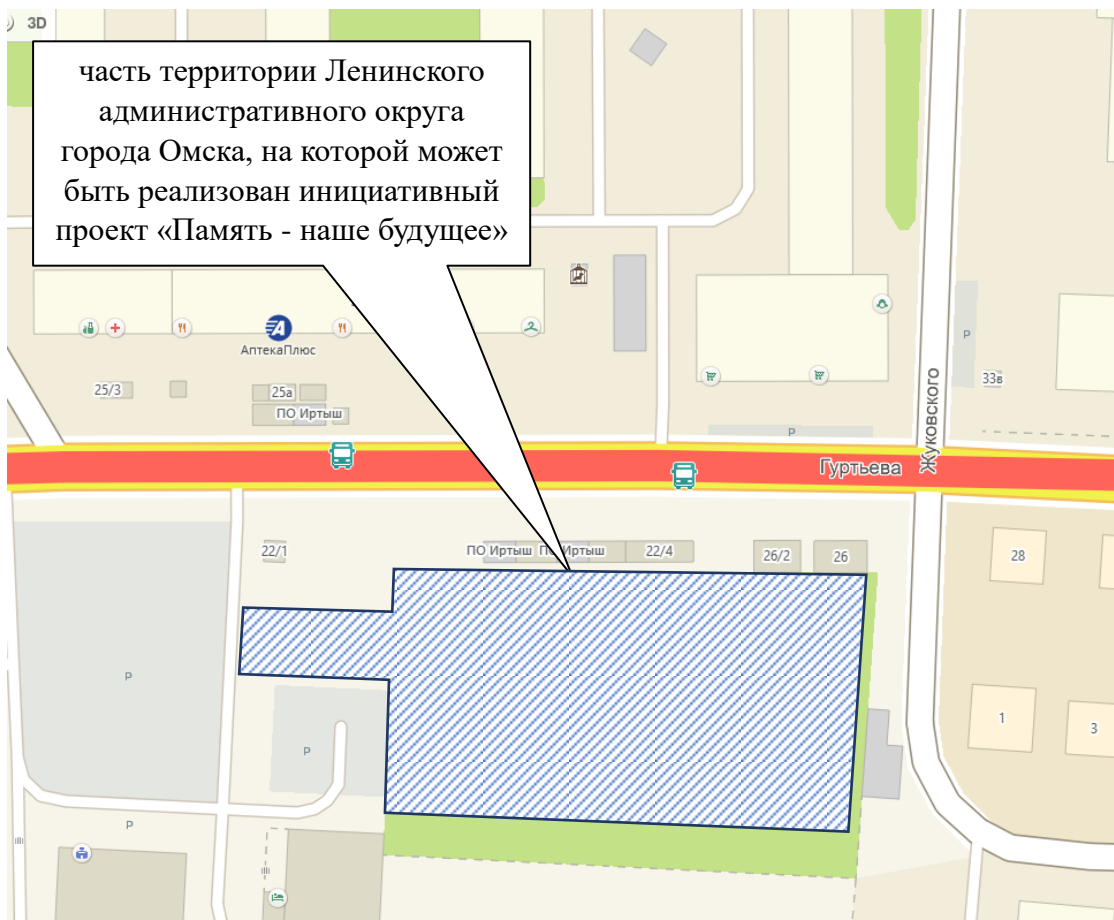 3D
часть территории Ленинского
административного округа
города Омска, на которой может
быть реализован инициативный
проект «Память - наше будущее»
АптекаПлюс
25/3
25а
ПО Иртыш
P
33в
P
Жуковского
Гуртьева
22/1
ПО Иртыш
ПО Иртыш
22/4
26/2
26
28
P
P
1
3
P